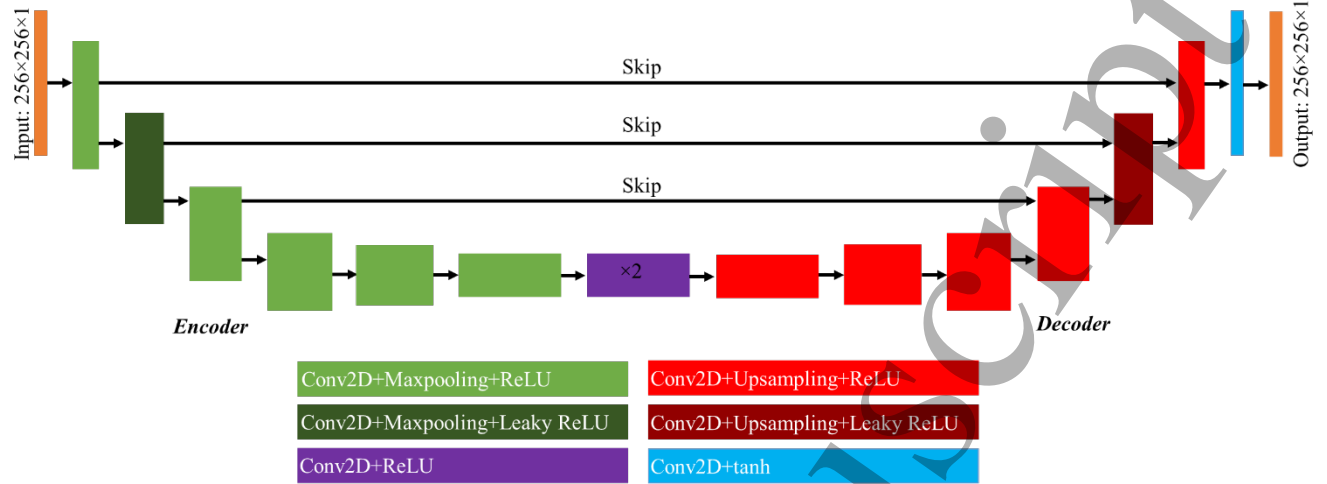 Input: 256×256×1
Skip
Skip
Skip
×2
Encoder
Decoder
Output: 256×256×1
Conv2D+Maxpooling+ReLU
Conv2D+Upsampling+ReLU
Conv2D+Maxpooling+Leaky ReLU
Conv2D+Upsampling+Leaky ReLU
Conv2D+ReLU
Conv2D+tanh
script